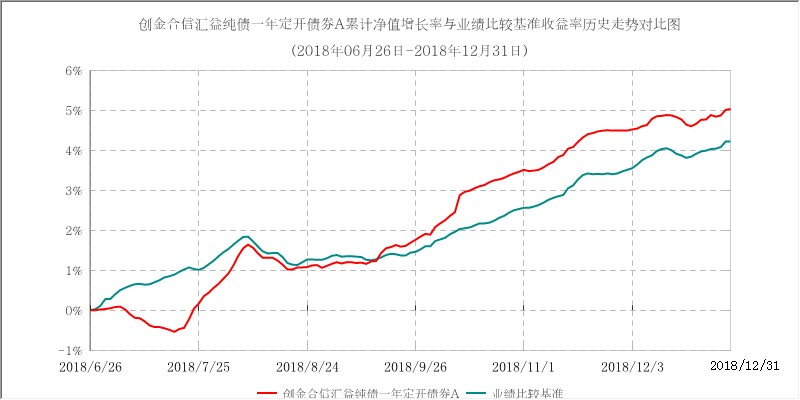 创金合信汇益纯债一年定开债券A累计净值增长率与业绩比较基准收益率历史走势对比图
(2018年06月26日-2018年12月31日)
6%
5%
4%
3%
2%
1%
0%
-1%
2018/6/26 2018/7/25 2018/8/24 2018/9/26 2018/11/1 2018/12/3 2018/12/31
创金合信汇益纯债一年定开债券A 业绩比较基准